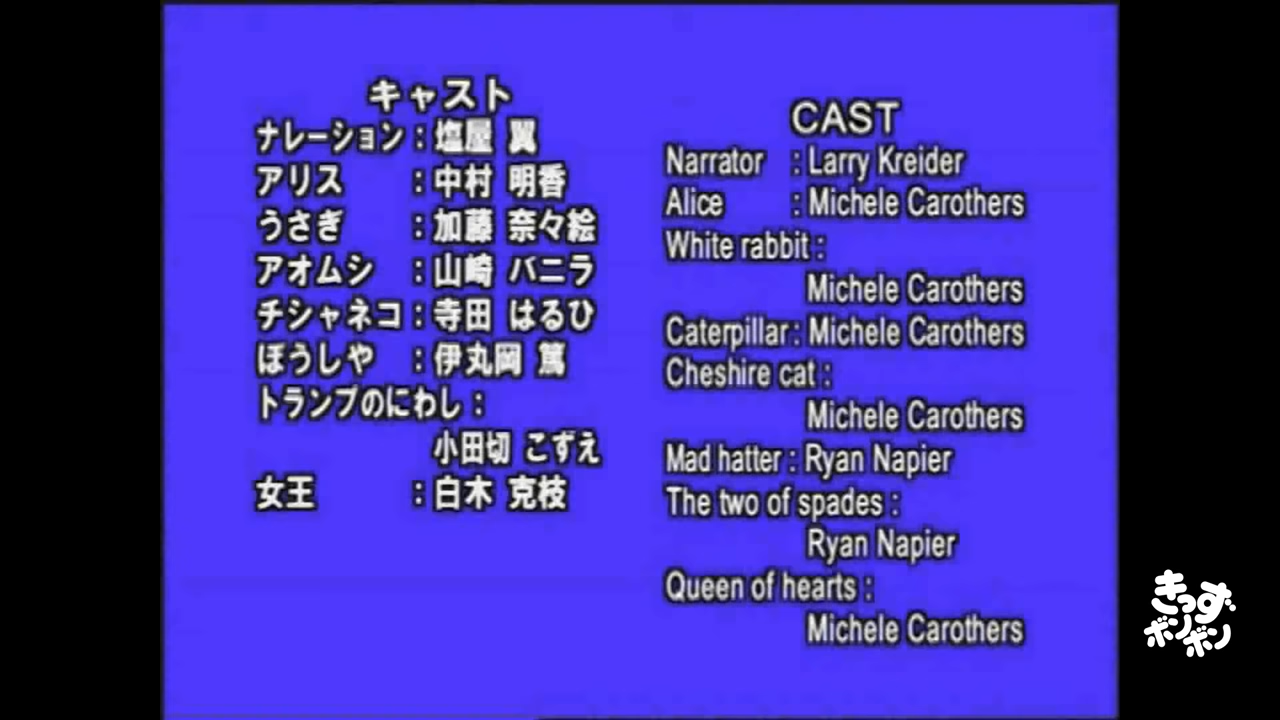 キャスト
ナレーション：塩屋 翼
アリス　　　：中村 明香
うさぎ　　　：加藤 奈々絵
アオムシ　　：山崎 バニラ
チシャネコ：寺田 はるひ
ぼうしや　：伊丸岡 篤
トランプのにわし：
小田切 こずえ
女王　　　　：白木 克枝
CAST
Narrator : Larry Kreider
Alice : Michele Carothers
White rabbit :
Michele Carothers
Caterpillar : Michele Carothers
Cheshire cat :
Michele Carothers
Mad hatter : Ryan Napier
The two of spades :
Ryan Napier
Queen of hearts :
Michele Carothers
きっず
ボンボン